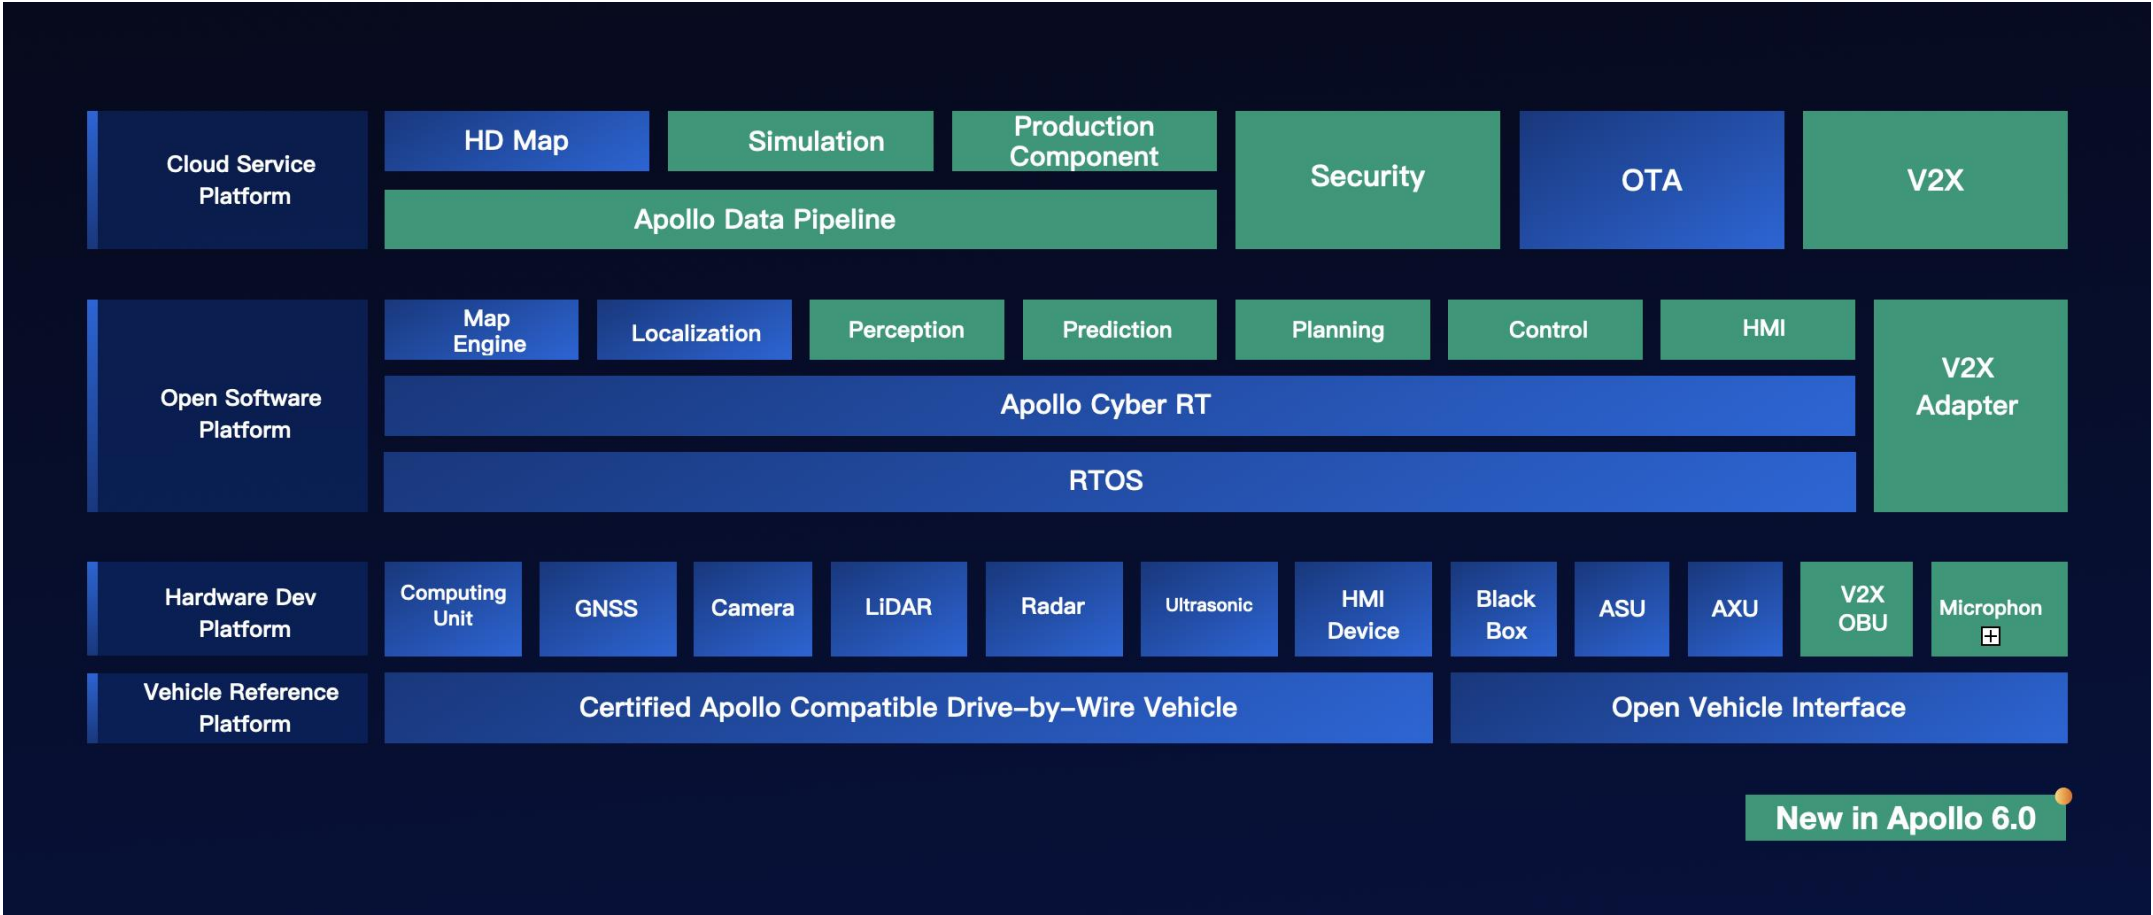 Cloud Service
Platform
HD Map
Simulation
Production
Component
Apollo Data Pipeline
Security
OTA
V2X
Open Software
Platform
Map
Engine
Localization
Perception
Prediction
Planning
Control
HMI
Apollo Cyber RT
RTOS
V2X
Adapter
Hardware Dev
Platform
Computing
Unit
GNSS
Camera
LiDAR
Radar
Ultrasonic
HMI
Device
Black
Box
ASU
AXU
V2X
OBU
Microphon
Vehicle Reference
Platform
Certified Apollo Compatible Drive-by-Wire Vehicle
Open Vehicle Interface
New in Apollo 6.0